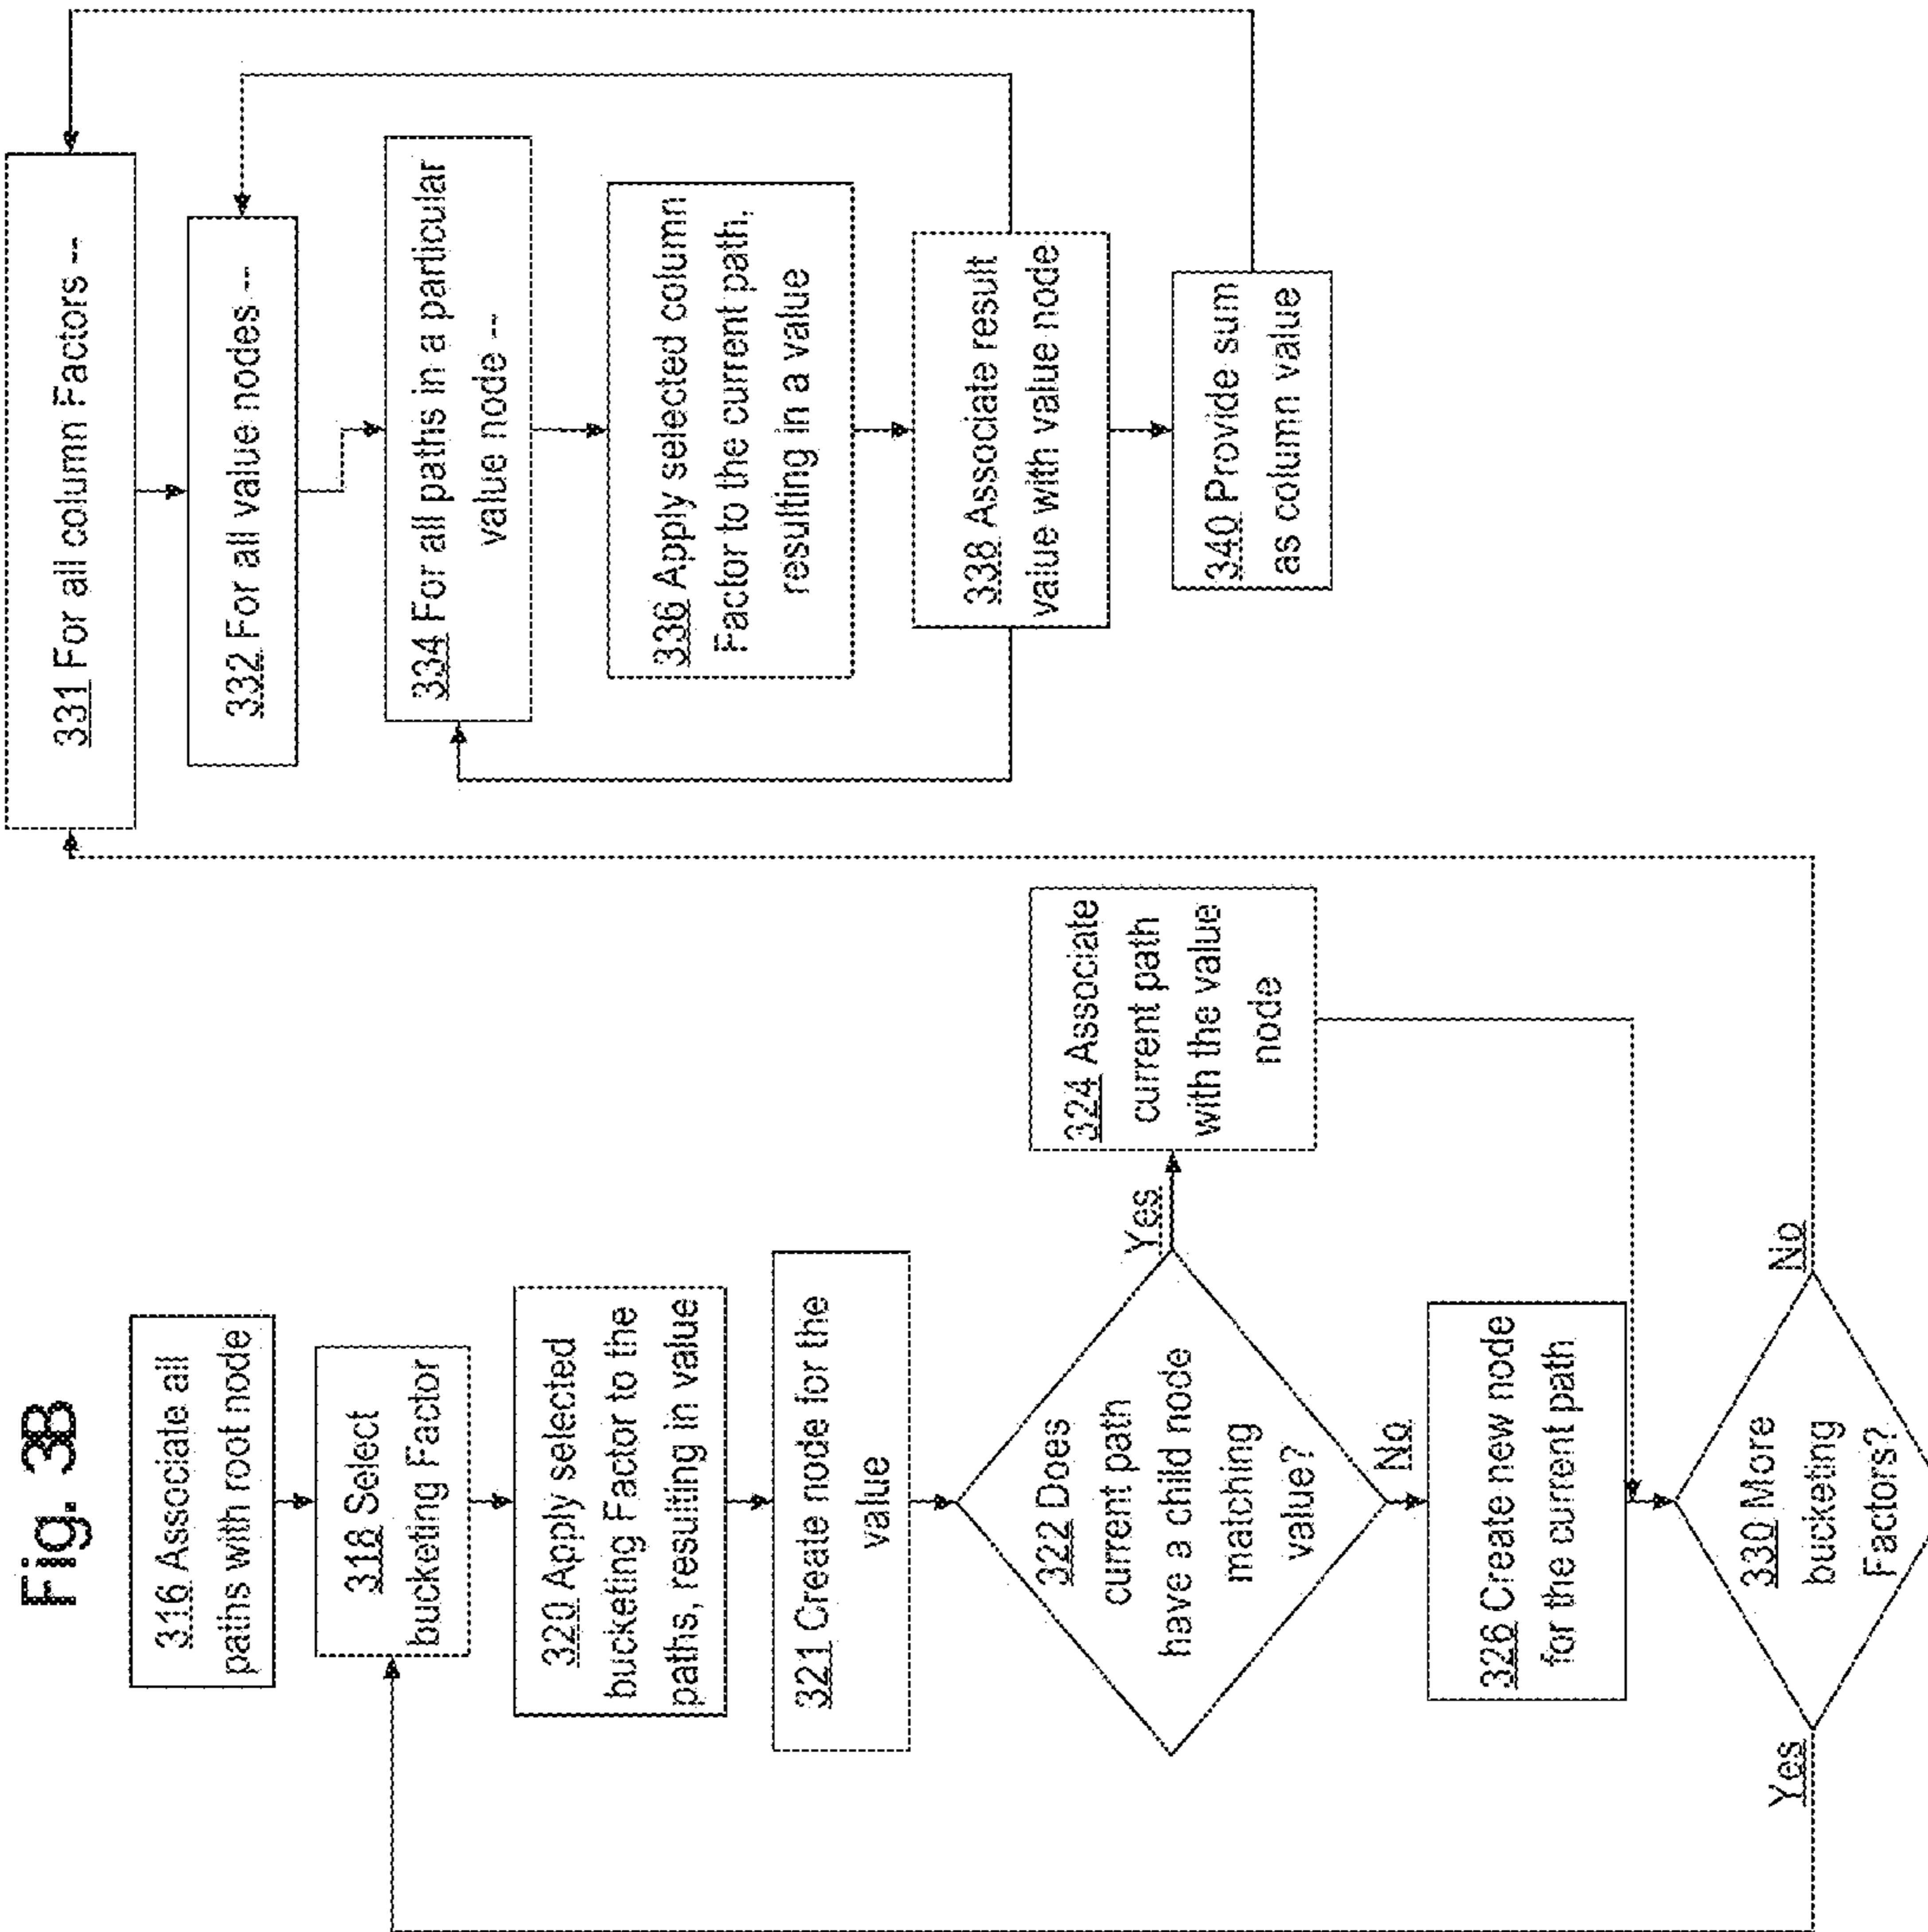 Fig. 3B
316 Associate all
paths with root node
318 Select
bucketing Factor
320 Apply selected
bucketing Factor to the
paths, resulting in value
321 Create node for the
value
322 Does
current path
have a child node
matching
value?
Yes
324 Associate
current path
with the value
node
No
326 Create new node
for the current path
330 More
bucketing
Factors?
Yes
No
331 For all column Factors --
332 For all value nodes --
334 For all paths in a particular
value node --
336 Apply selected column
Factor to the current path,
resulting in a value
338 Associate result
value with value node
340 Provide sum
as column value